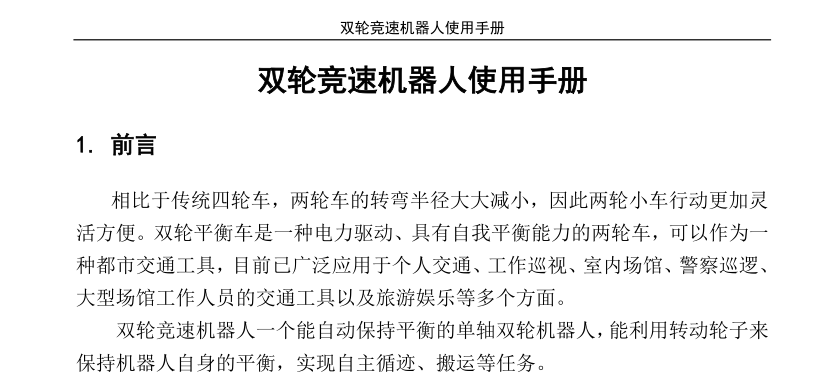 双轮竞速机器人使用手册
双轮竞速机器人使用手册
1. 前言
相比于传统四轮车，两轮车的转弯半径大大减小，因此两轮小车行动更加灵
活方便。双轮平衡车是一种电力驱动、具有自我平衡能力的两轮车，可以作为一
种都市交通工具，目前已广泛应用于个人交通、工作巡视、室内场馆、警察巡逻、
大型场馆工作人员的交通工具以及旅游娱乐等多个方面。
双轮竞速机器人一个能自动保持平衡的单轴双轮机器人，能利用转动轮子来
保持机器人自身的平衡，实现自主循迹、搬运等任务。